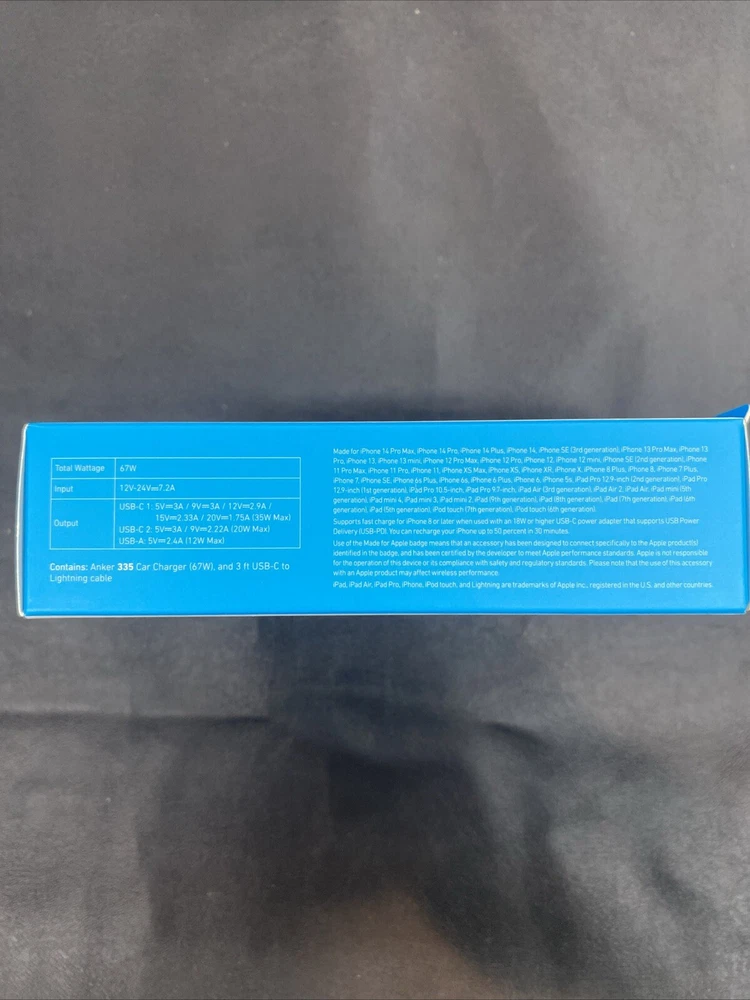 Total Wattage 67W
Input 12V-24V⎓7.2A
Output USB-C 1: 5V⎓3A / 9V⎓3A / 12V⎓2.9A /
15V⎓2.33A / 20V⎓1.75A (35W Max)
USB-C 2: 5V⎓3A / 9V⎓2.22A (20W Max)
USB-A: 5V⎓2.4A (12W Max)
Contains: Anker 335 Car Charger (67W), and 3 ft USB-C to
Lightning cable
Made for iPhone 14 Pro Max, iPhone 14 Pro, iPhone 14 Plus, iPhone 14, iPhone SE (3rd generation), iPhone 13 Pro Max, iPhone 13
Pro, iPhone 13, iPhone 13 mini, iPhone 12 Pro Max, iPhone 12 Pro, iPhone 12, iPhone 12 mini, iPhone SE (2nd generation), iPhone
11 Pro Max, iPhone 11 Pro, iPhone 11, iPhone XS Max, iPhone XS, iPhone XR, iPhone X, iPhone 8 Plus, iPhone 8, iPhone 7 Plus,
iPhone 7, iPhone SE, iPhone 6s Plus, iPhone 6s, iPhone 6 Plus, iPhone 6, iPhone 5s, iPad Pro 12.9-inch (2nd generation), iPad Pro
12.9-inch (1st generation), iPad Pro 10.5-inch, iPad Pro 9.7-inch, iPad Air (3rd generation), iPad Air 2, iPad Air, iPad mini (5th
generation), iPad mini 4, iPad mini 3, iPad mini 2, iPad (9th generation), iPad (8th generation), iPad (7th generation), iPad (6th
generation), iPad (5th generation), iPod touch (7th generation), iPod touch (6th generation).
Supports fast charge for iPhone 8 or later when used with an 18W or higher USB-C power adapter that supports USB Power
Delivery (USB-PD). You can recharge your iPhone up to 50 percent in 30 minutes.
Use of the Made for Apple badge means that an accessory has been designed to connect specifically to the Apple product(s)
identified in the badge, and has been certified by the developer to meet Apple performance standards. Apple is not responsible
for the operation of this device or its compliance with safety and regulatory standards. Please note that the use of this accessory
with an Apple product may affect wireless performance.
iPad, iPad Air, iPad Pro, iPhone, iPod touch, and Lightning are trademarks of Apple Inc., registered in the U.S. and other countries.